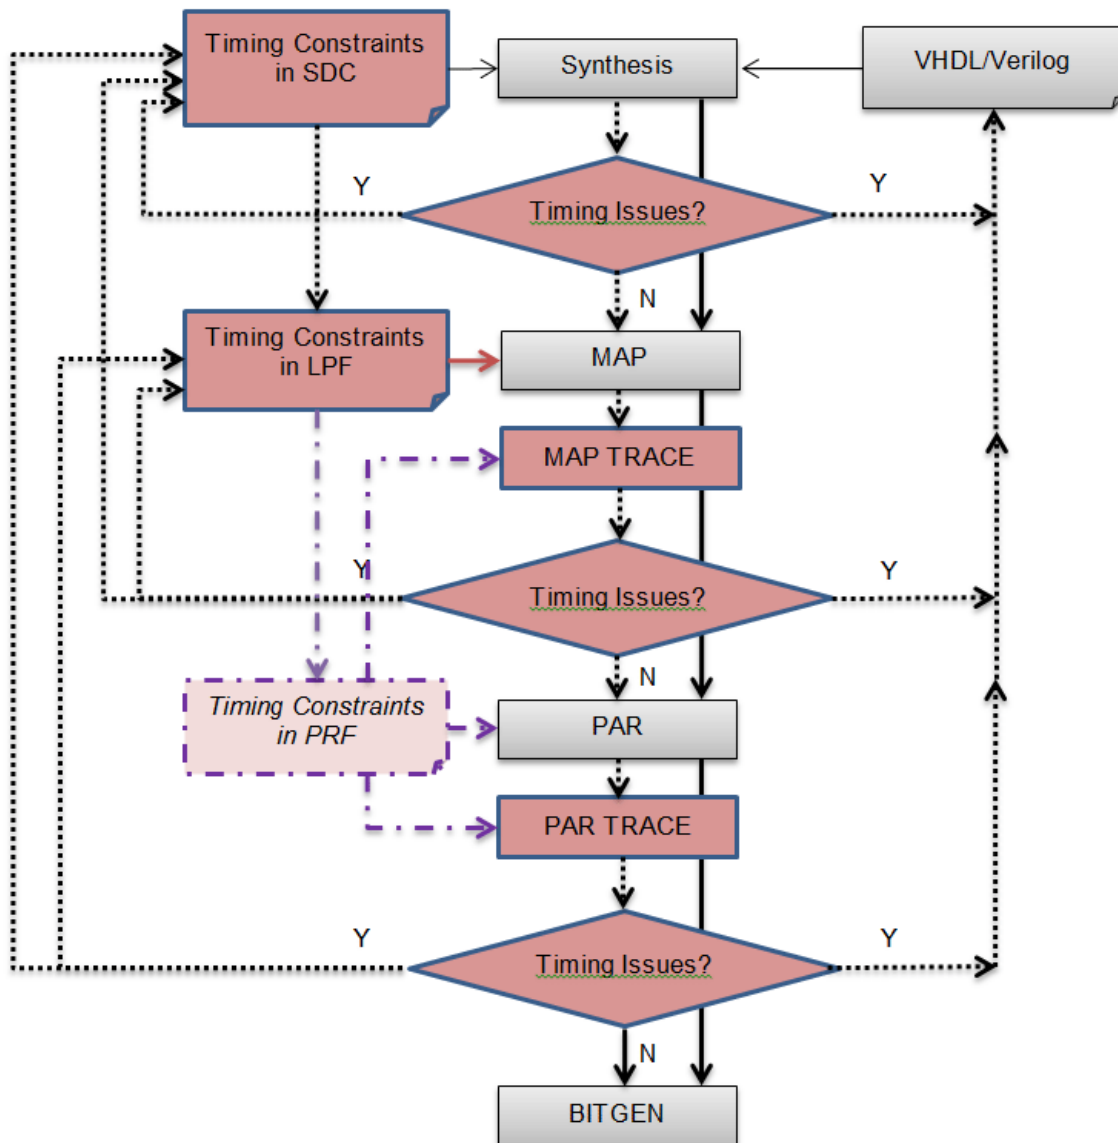 Timing Constraints
in SDC
Synthesis
VHDL/Verilog
Y
Timing Issues?
Y
N
Timing Constraints
in LPF
MAP
MAP TRACE
Y
Timing Issues?
Y
N
Timing Constraints
in PRF
PAR
PAR TRACE
Y
Timing Issues?
Y
N
BITGEN